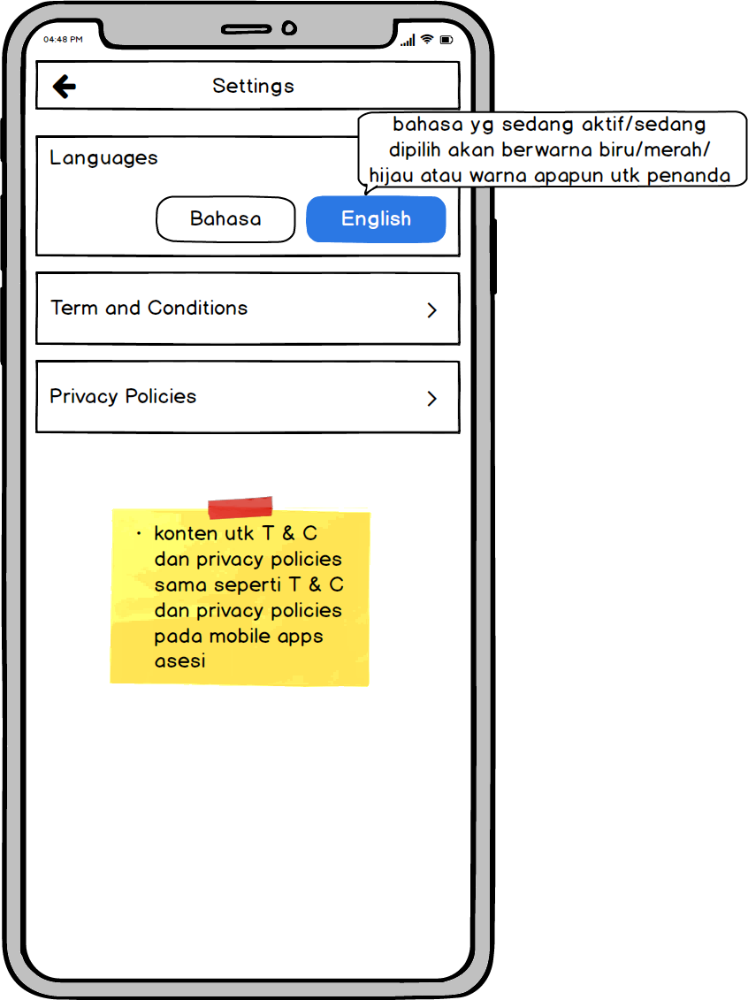 04:48 PM
Settings
bahasa yg sedang aktif/sedang
dipilih akan berwarna biru/merah/
hijau atau warna apapun utk penanda
Languages
Bahasa
English
Term and Conditions
Privacy Policies
• konten utk T & C
dan privacy policies
sama seperti T & C
dan privacy policies
pada mobile apps
asesi